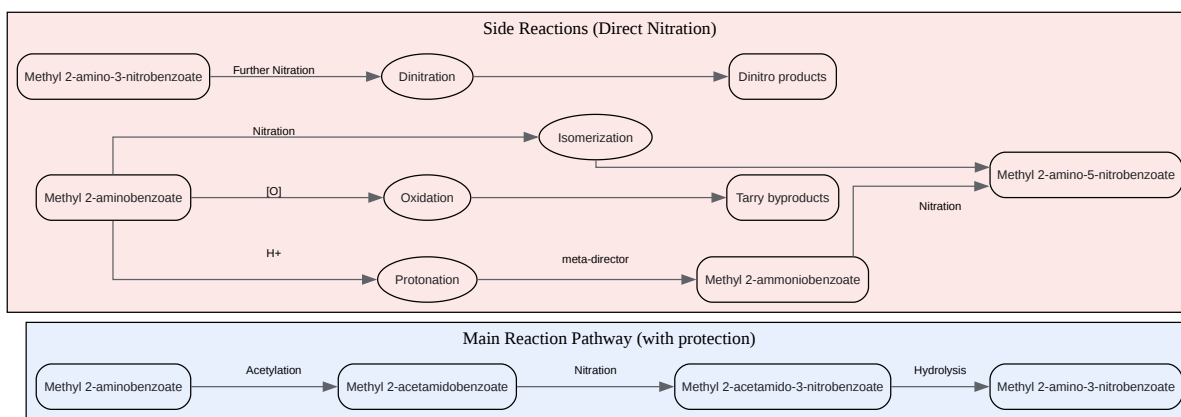 Side Reactions (Direct Nitration)
Methyl 2-amino-3-nitrobenzoate
Further Nitration
Dinitration
Dinitro products
Nitration
Isomerization
Methyl 2-amino-5-nitrobenzoate
Methyl 2-aminobenzoate
[O]
Oxidation
Tarry byproducts
Nitration
H+
Protonation
meta-director
Methyl 2-ammoniobenzoate
Main Reaction Pathway (with protection)
Methyl 2-aminobenzoate
Acetylation
Methyl 2-acetamidobenzoate
Nitration
Methyl 2-acetamido-3-nitrobenzoate
Hydrolysis
Methyl 2-amino-3-nitrobenzoate